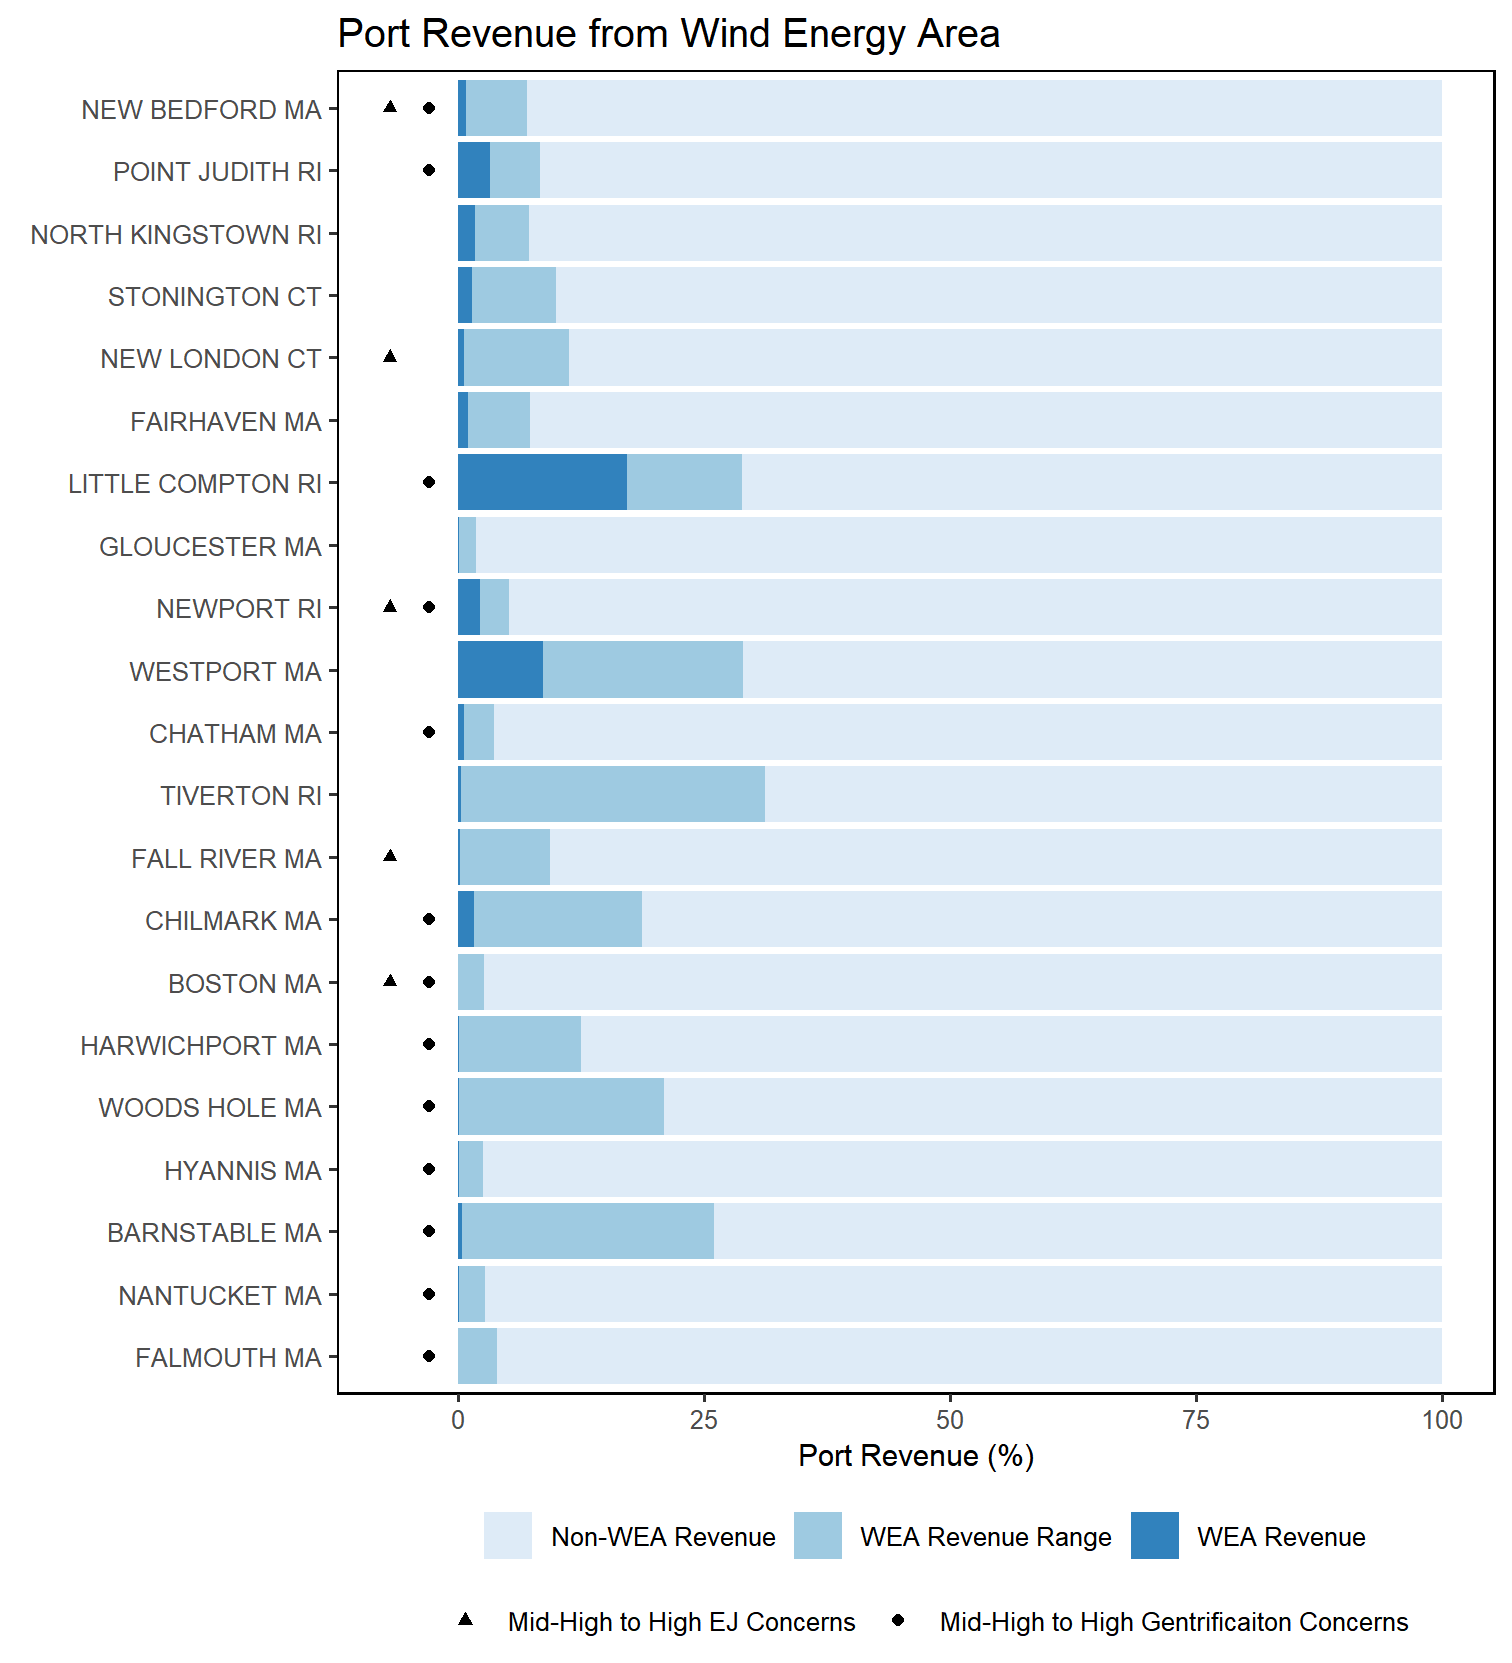 Port Revenue from Wind Energy Area
NEW BEDFORD MA
POINT JUDITH RI
NORTH KINGSTOWN RI
STONINGTON CT
NEW LONDON CT
FAIRHAVEN MA
LITTLE COMPTON RI
GLOUCESTER MA
NEWPORT RI
WESTPORT MA
CHATHAM MA
TIVERTON RI
FALL RIVER MA
CHILMARK MA
BOSTON MA
HARWICHPORT MA
WOODS HOLE MA
HYANNIS MA
BARNSTABLE MA
NANTUCKET MA
FALMOUTH MA
0 25 50 75 100
Port Revenue (%)
Non-WEA Revenue WEA Revenue Range WEA Revenue
Mid-High to High EJ Concerns Mid-High to High Gentrificaiton Concerns